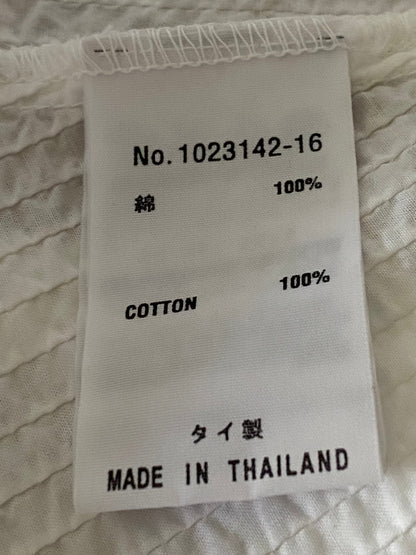 No. 1023142-16
綿 100%
COTTON 100%
タイ製
MADE IN THAILAND